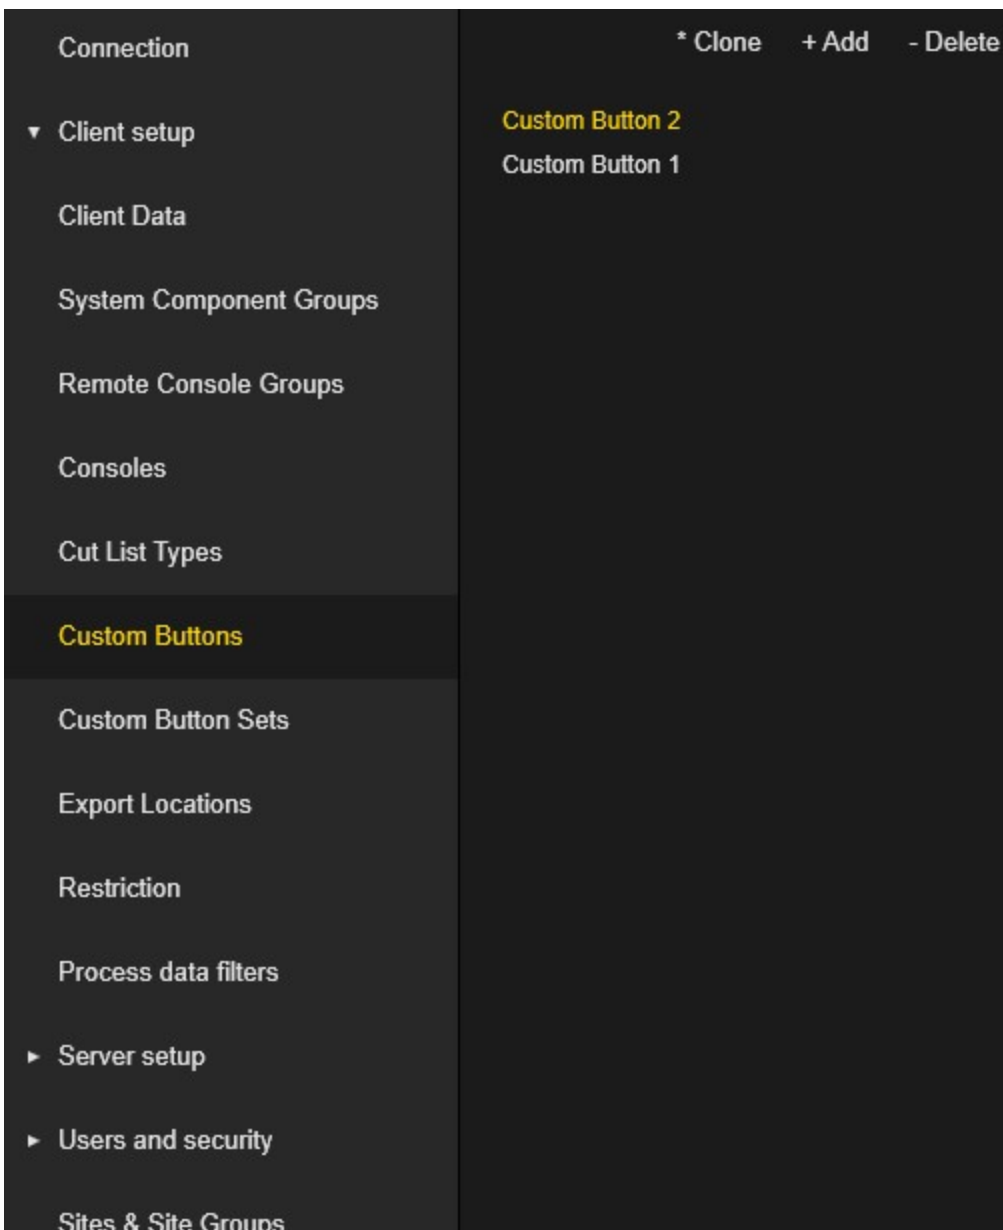 Connection
▼ Client setup
Client Data
System Component Groups
Remote Console Groups
Consoles
Cut List Types
Custom Buttons
Custom Button Sets
Export Locations
Restriction
Process data filters
► Server setup
► Users and security
Sites & Site Groups
* Clone + Add - Delete
Custom Button 2
Custom Button 1